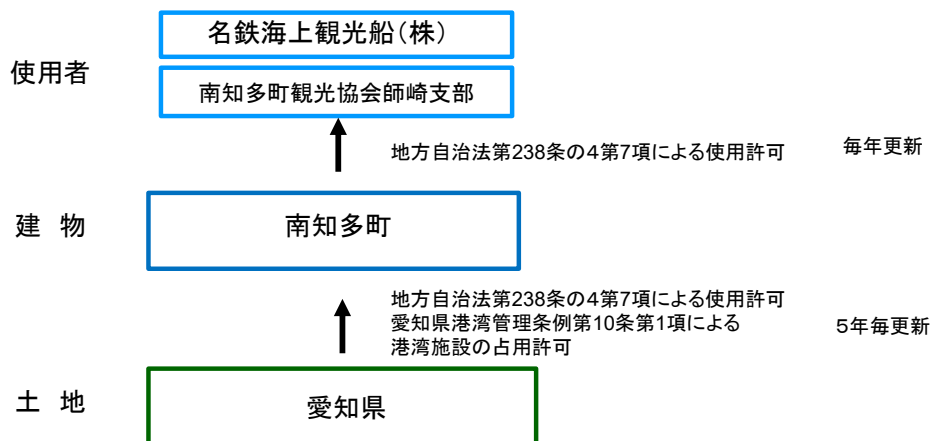 名鉄海上観光船(株)
使用者
南知多町観光協会師崎支部
地方自治法第238条の4第7項による使用許可
毎年更新
建 物
南知多町
地方自治法第238条の4第7項による使用許可
愛知県港湾管理条例第10条第1項による
港湾施設の占用許可
5年毎更新
土 地
愛知県